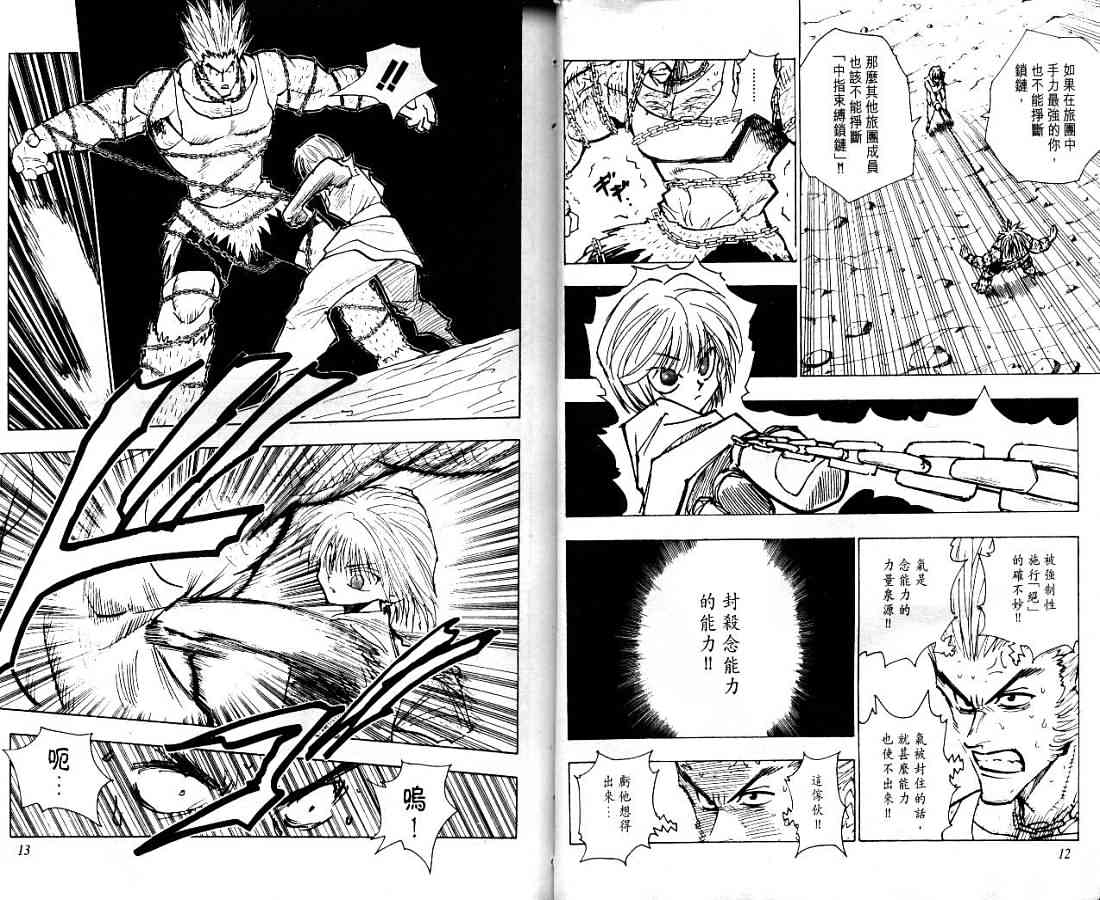 如果在旅團中
手力最強的你，
也不能掙斷
鎖鏈，
那麼其他旅團成員
也該不能掙斷
「中指束縛鎖鏈」!!
………
ギギ…
被強制性
施行「絕」
的確不妙!!
氣是
念能力的
力量泉源!!
氣被封住的話，
就甚麼能力
也使不出來!!
封殺念能力
的能力!!
這傢伙!!
虧他想得
出來…
12
!!
嗚！
呃…
13